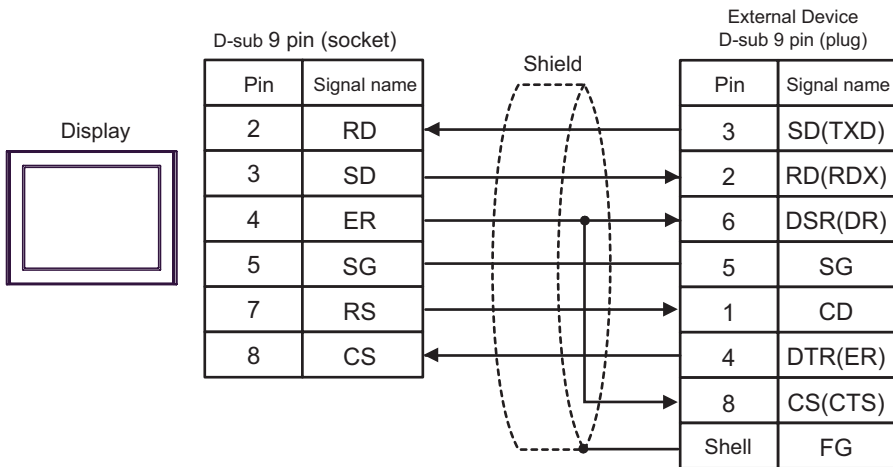 External Device
D-sub 9 pin (socket)
D-sub 9 pin (plug)
Shield
Pin Signal name
Pin Signal name
Display
2 RD
3 SD(TXD)
3 SD
2 RD(RDX)
4 ER
6 DSR(DR)
5 SG
5 SG
7 RS
1 CD
8 CS
4 DTR(ER)
8 CS(CTS)
Shell FG